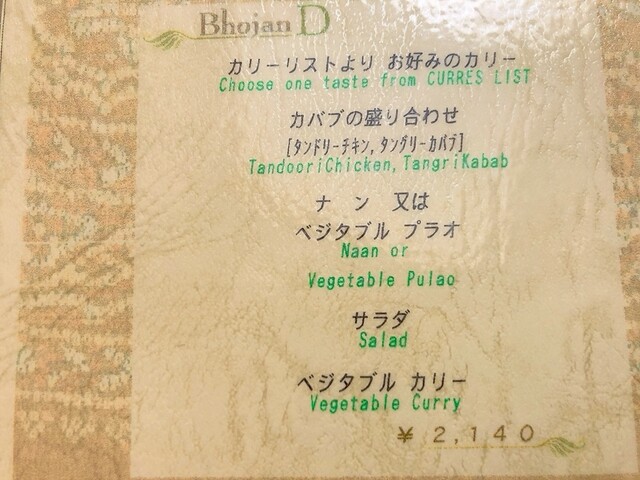 Bhojan D
カリーリストより お好みのカリー
Choose one taste from CURRES LIST
カバブの盛り合わせ
[タンドリーチキン,タングリーカバブ]
TandooriChicken,TangriKabab
ナン 又は
ベジタブル プラオ
Naan or
Vegetable Pulao
サラダ
Salad
ベジタブル カリー
Vegetable Curry
¥ 2,140